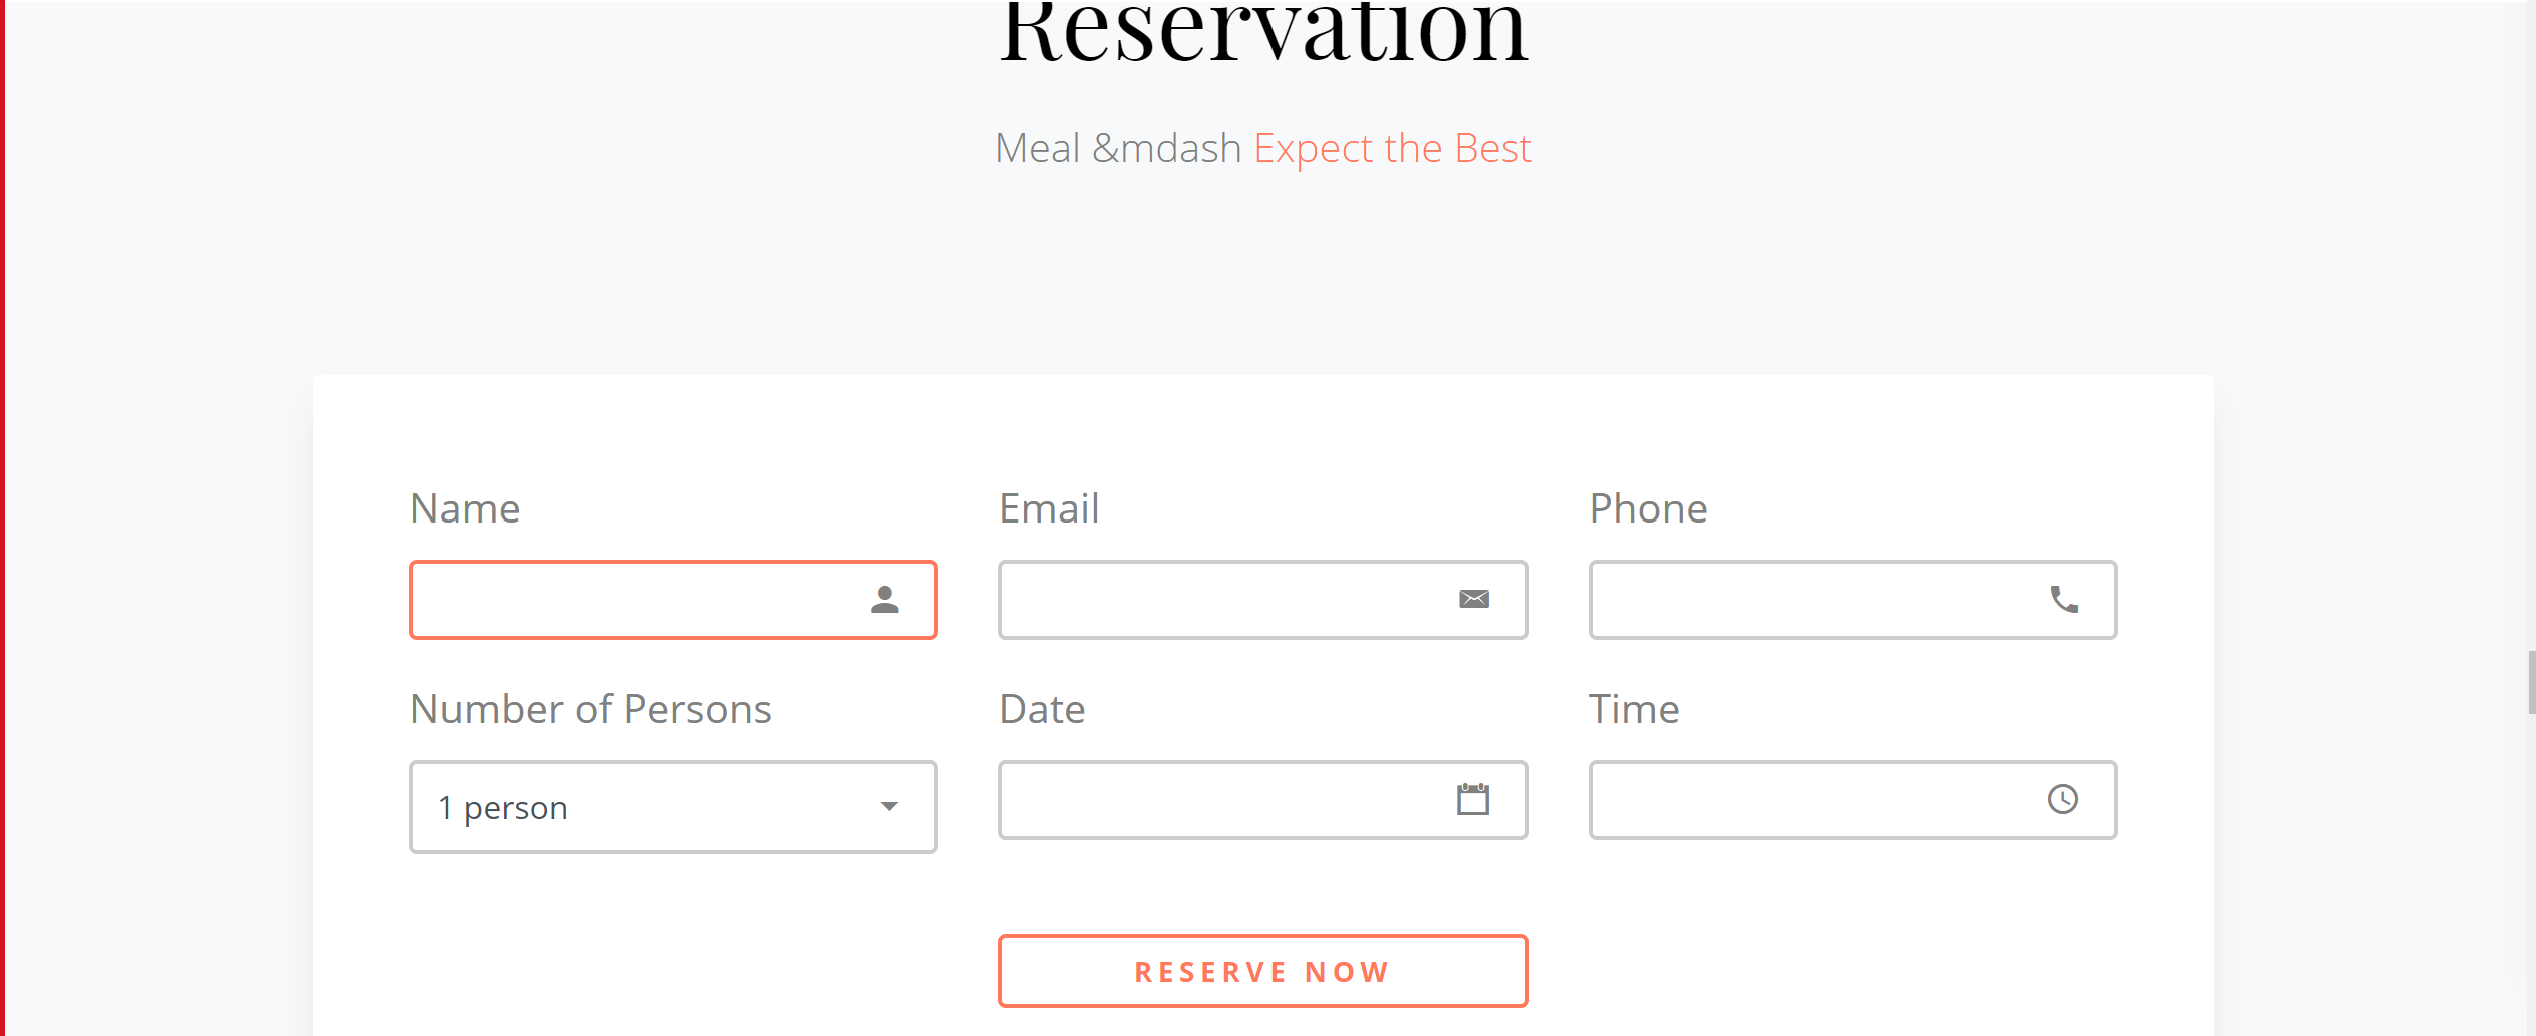 Reservation
Meal &mdash Expect the Best
Name Email Phone
Number of Persons Date Time
1 person
RESERVE NOW